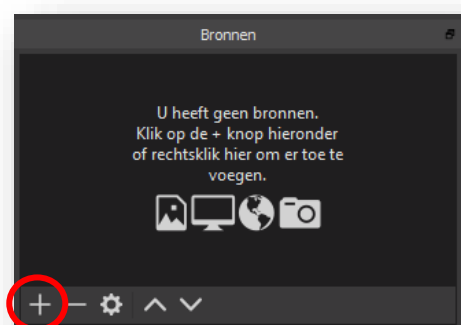 Bronnen
U heeft geen bronnen.
Klik op de + knop hieronder
of rechtsklik hier om er toe te
voegen.